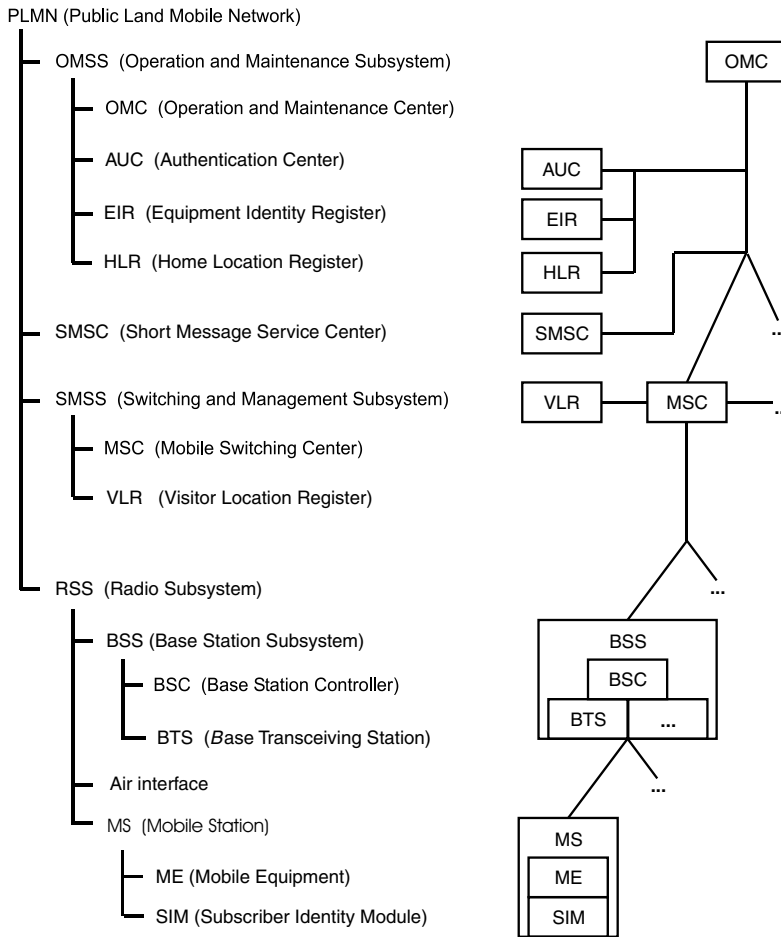 PLMN (Public Land Mobile Network)
OMSS (Operation and Maintenance Subsystem)
OMC (Operation and Maintenance Center)
AUC (Authentication Center)
EIR (Equipment Identity Register)
HLR (Home Location Register)
SMSC (Short Message Service Center)
SMSS (Switching and Management Subsystem)
MSC (Mobile Switching Center)
VLR (Visitor Location Register)
RSS (Radio Subsystem)
BSS (Base Station Subsystem)
BSC (Base Station Controller)
BTS (Base Transceiving Station)
Air interface
MS (Mobile Station)
ME (Mobile Equipment)
SIM (Subscriber Identity Module)
OMC
AUC
EIR
HLR
SMSC
...
VLR
MSC
...
...
BSS
BSC
BTS
...
...
MS
ME
SIM